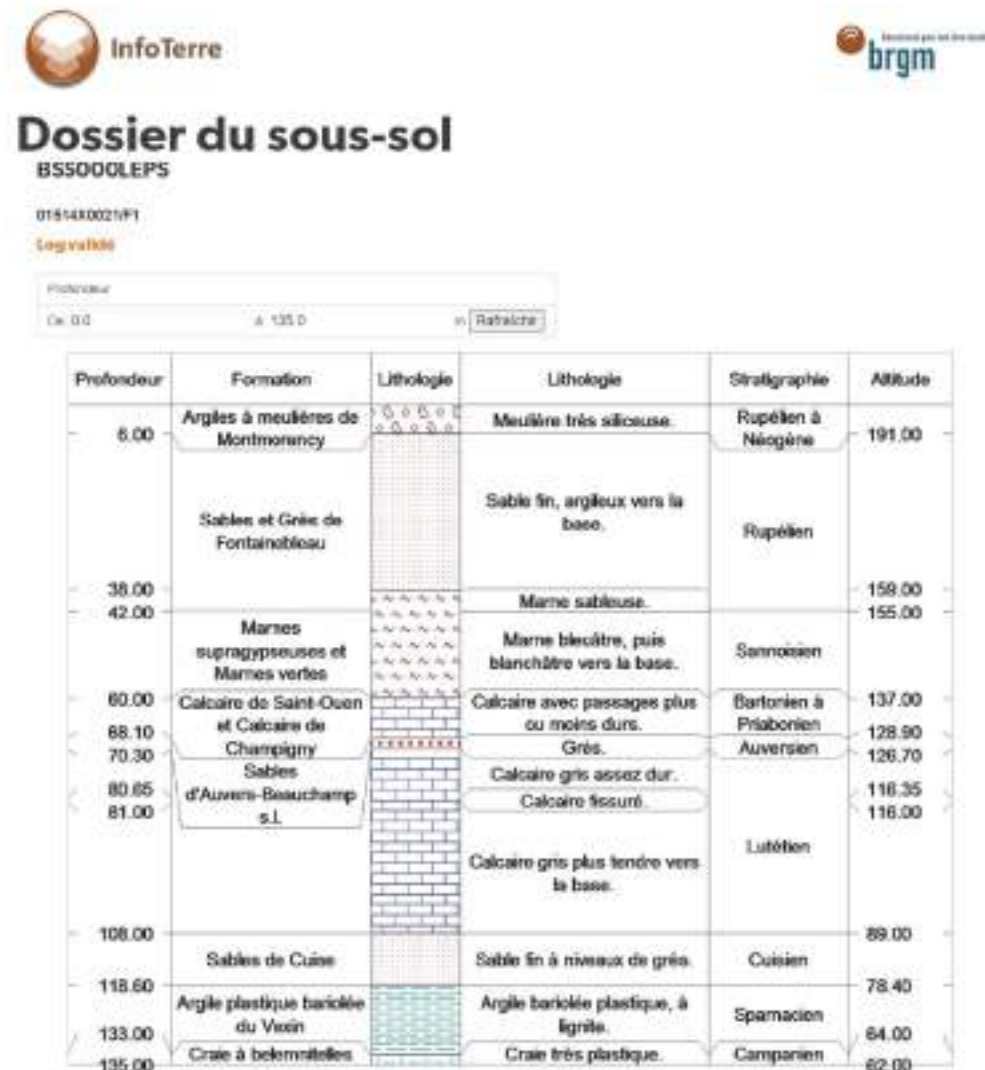 InfoTerre
brgm
Dossier du sous-sol
BSS000LEPS
01514X0021/F1
Log validé
Profondeur
De 0.0 À 135.0 m Rafraîchir
Profondeur Formation Lithologie Lithologie Stratigraphie Altitude
Argiles à meulières de Montmorency Meulière très siliceuse. Rupélien à Néogène
6.00 191.00
Sables et Grès de Fontainebleau Sable fin, argileux vers la base. Rupélien
38.00 159.00
Marne sableuse.
42.00 155.00
Marnes supragypseuses et Marnes vertes Marne bleuâtre, puis blanchâtre vers la base. Sannoisien
60.00 137.00
Calcaire de Saint-Ouen et Calcaire de Champigny Calcaire avec passages plus ou moins durs. Bartonien à Priabonien
68.10 128.90
Grès. Auversien
70.30 126.70
Sables d'Auvers-Beauchamp s.l. Calcaire gris assez dur.
80.65 116.35
Calcaire fissuré.
81.00 116.00
Calcaire gris plus tendre vers la base. Lutétien
108.00 89.00
Sables de Cuise Sable fin à niveaux de grès. Cuisien
118.60 78.40
Argile plastique bariolée du Vexin Argile bariolée plastique, à lignite. Sparnacien
133.00 64.00
Craie à belemnitelles Craie très plastique. Campanien
135.00 62.00